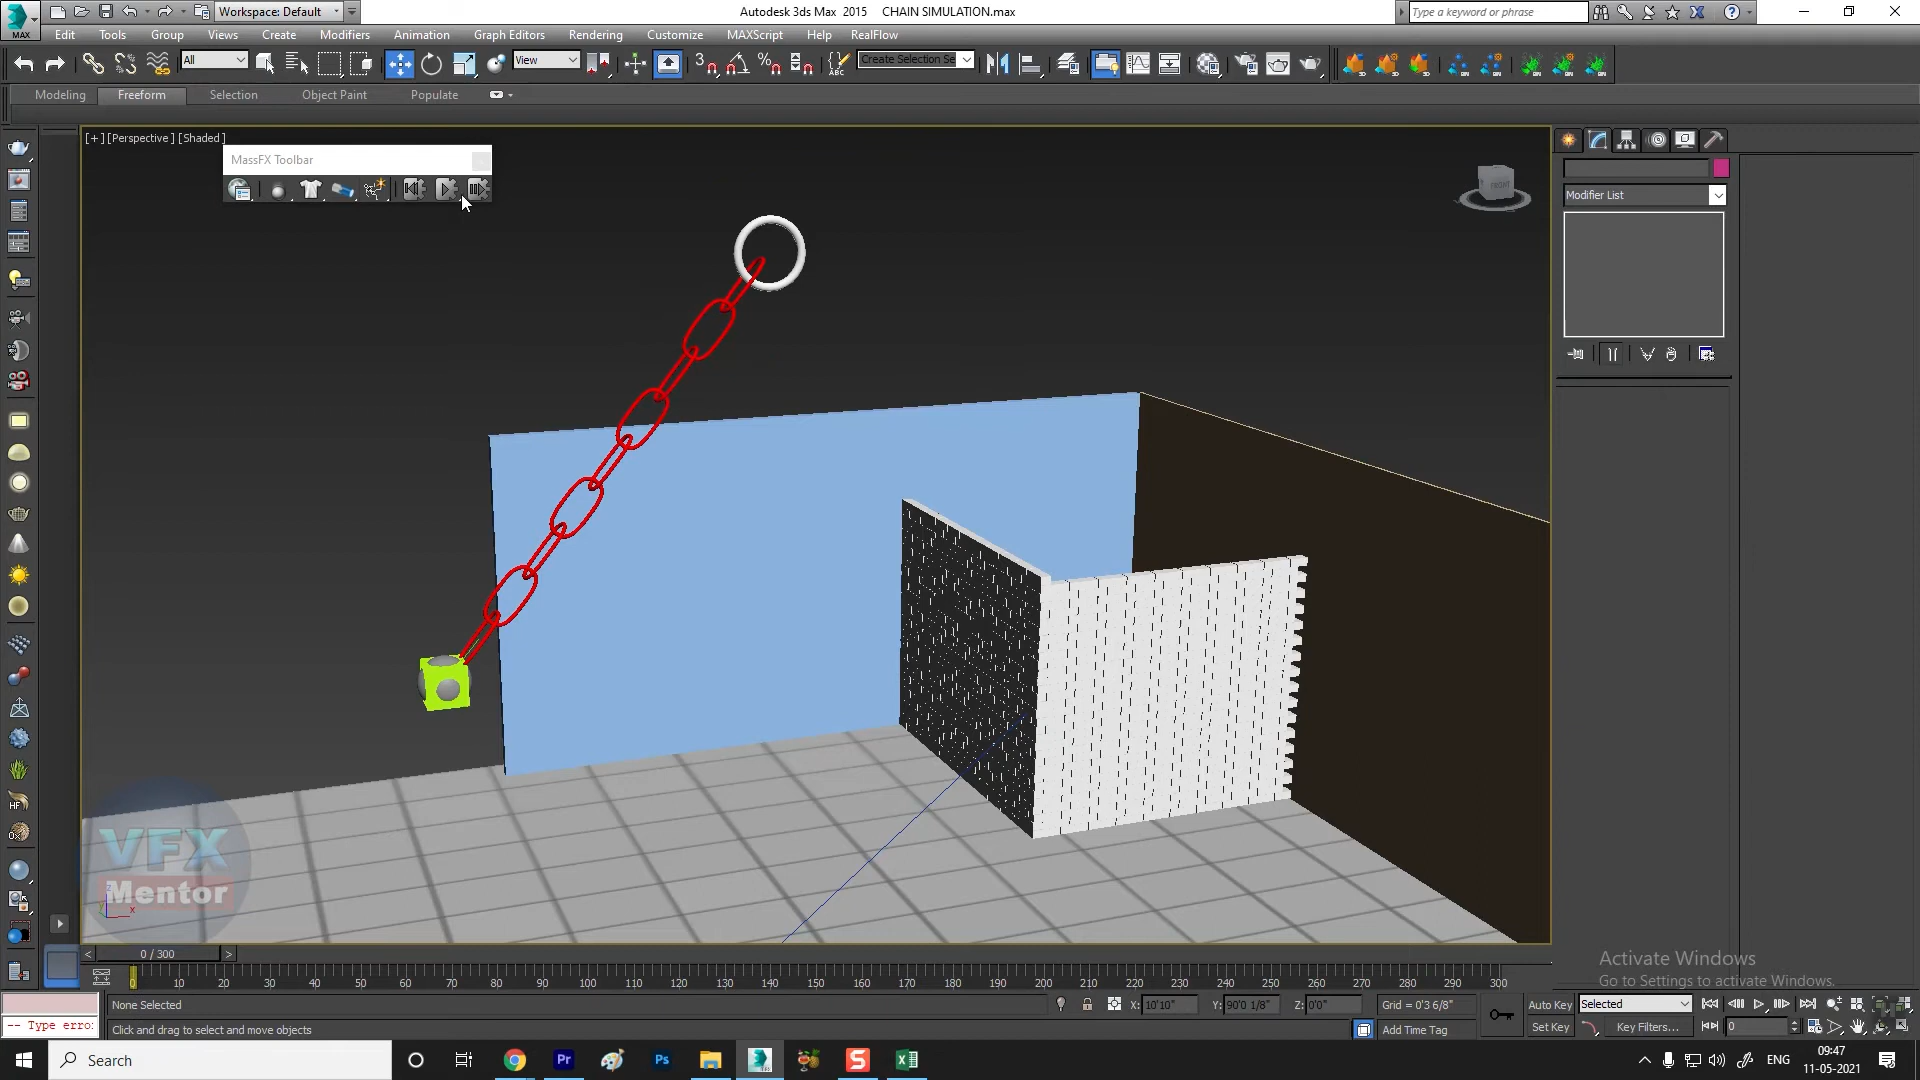 Workspace: Default
Autodesk 3ds Max 2015 CHAIN SIMULATION.max
Type a keyword or phrase
MAX
Edit Tools Group Views Create Modifiers Animation Graph Editors Rendering Customize MAXScript Help RealFlow
All View Create Selection Se
Modeling Freeform Selection Object Paint Populate
[+] [Perspective] [Shaded]
MassFX Toolbar
FRONT
Modifier List
VFX
Mentor
0 / 300
0 10 20 30 40 50 60 70 80 90 100 110 120 130 140 150 160 170 180 190 200 210 220 230 240 250 260 270 280 290 300
Activate Windows
Go to Settings to activate Windows.
None Selected
X: 10'10" Y: 90'0 1/8" Z: 0'0" Grid = 0'3 6/8"
Auto Key Selected
-- Type erro:
Click and drag to select and move objects
Add Time Tag
Set Key Key Filters... 0
Search
ENG
09:47
11-05-2021